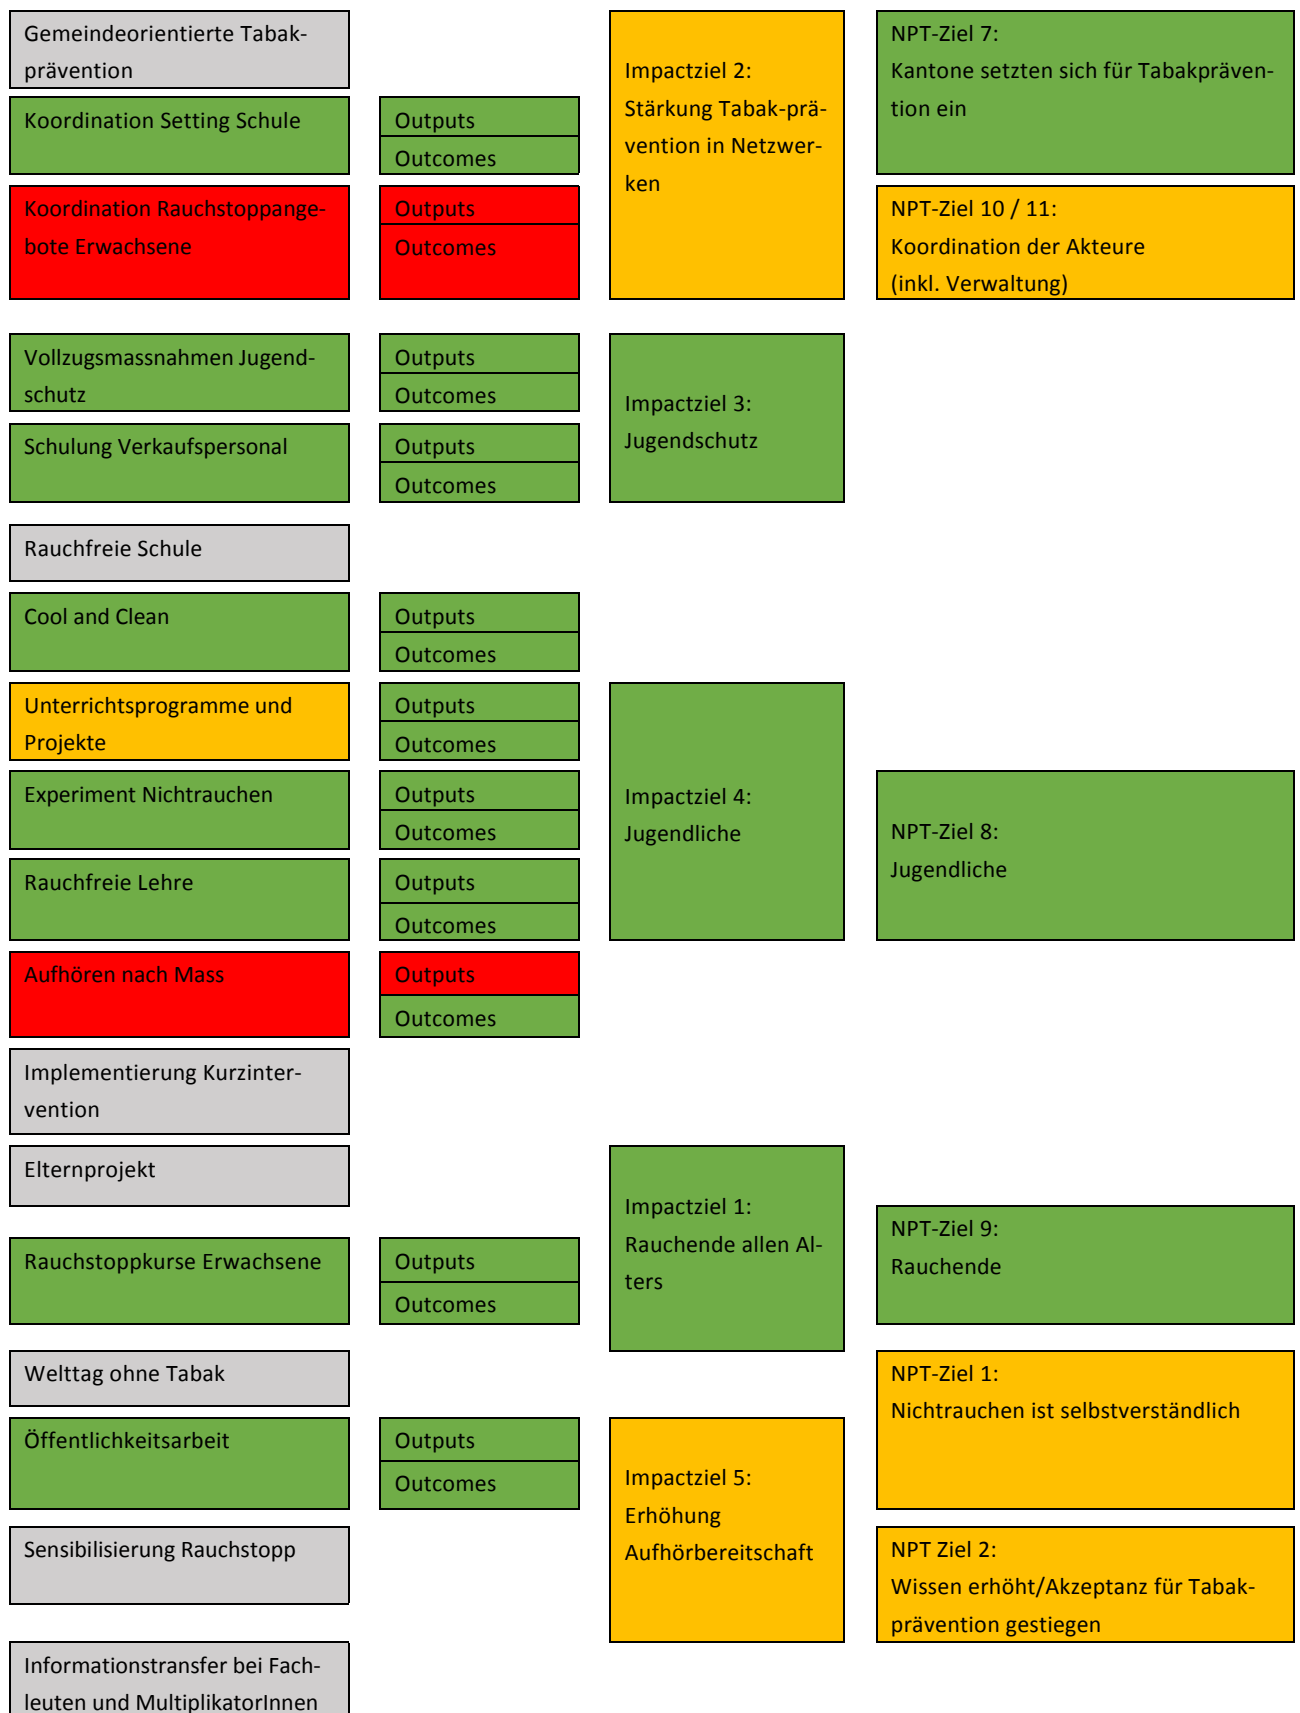 Gemeindeorientierte Tabak-
prävention
Koordination Setting Schule
Outputs
Outcomes
Koordination Rauchstoppange-
bote Erwachsene
Outputs
Outcomes
Impactziel 2:
Stärkung Tabak-prä-
vention in Netzwer-
ken
NPT-Ziel 7:
Kantone setzten sich für Tabakpräven-
tion ein
NPT-Ziel 10 / 11:
Koordination der Akteure
(inkl. Verwaltung)
Vollzugsmassnahmen Jugend-
schutz
Outputs
Outcomes
Schulung Verkaufspersonal
Outputs
Outcomes
Impactziel 3:
Jugendschutz
Rauchfreie Schule
Cool and Clean
Outputs
Outcomes
Unterrichtsprogramme und
Projekte
Outputs
Outcomes
Experiment Nichtrauchen
Outputs
Outcomes
Rauchfreie Lehre
Outputs
Outcomes
Impactziel 4:
Jugendliche
NPT-Ziel 8:
Jugendliche
Aufhören nach Mass
Outputs
Outcomes
Implementierung Kurzinter-
vention
Elternprojekt
Rauchstoppkurse Erwachsene
Outputs
Outcomes
Impactziel 1:
Rauchende allen Al-
ters
NPT-Ziel 9:
Rauchende
Welttag ohne Tabak
Öffentlichkeitsarbeit
Outputs
Outcomes
Sensibilisierung Rauchstopp
Impactziel 5:
Erhöhung
Aufhörbereitschaft
NPT-Ziel 1:
Nichtrauchen ist selbstverständlich
NPT Ziel 2:
Wissen erhöht/Akzeptanz für Tabak-
prävention gestiegen
Informationstransfer bei Fach-
leuten und MultiplikatorInnen